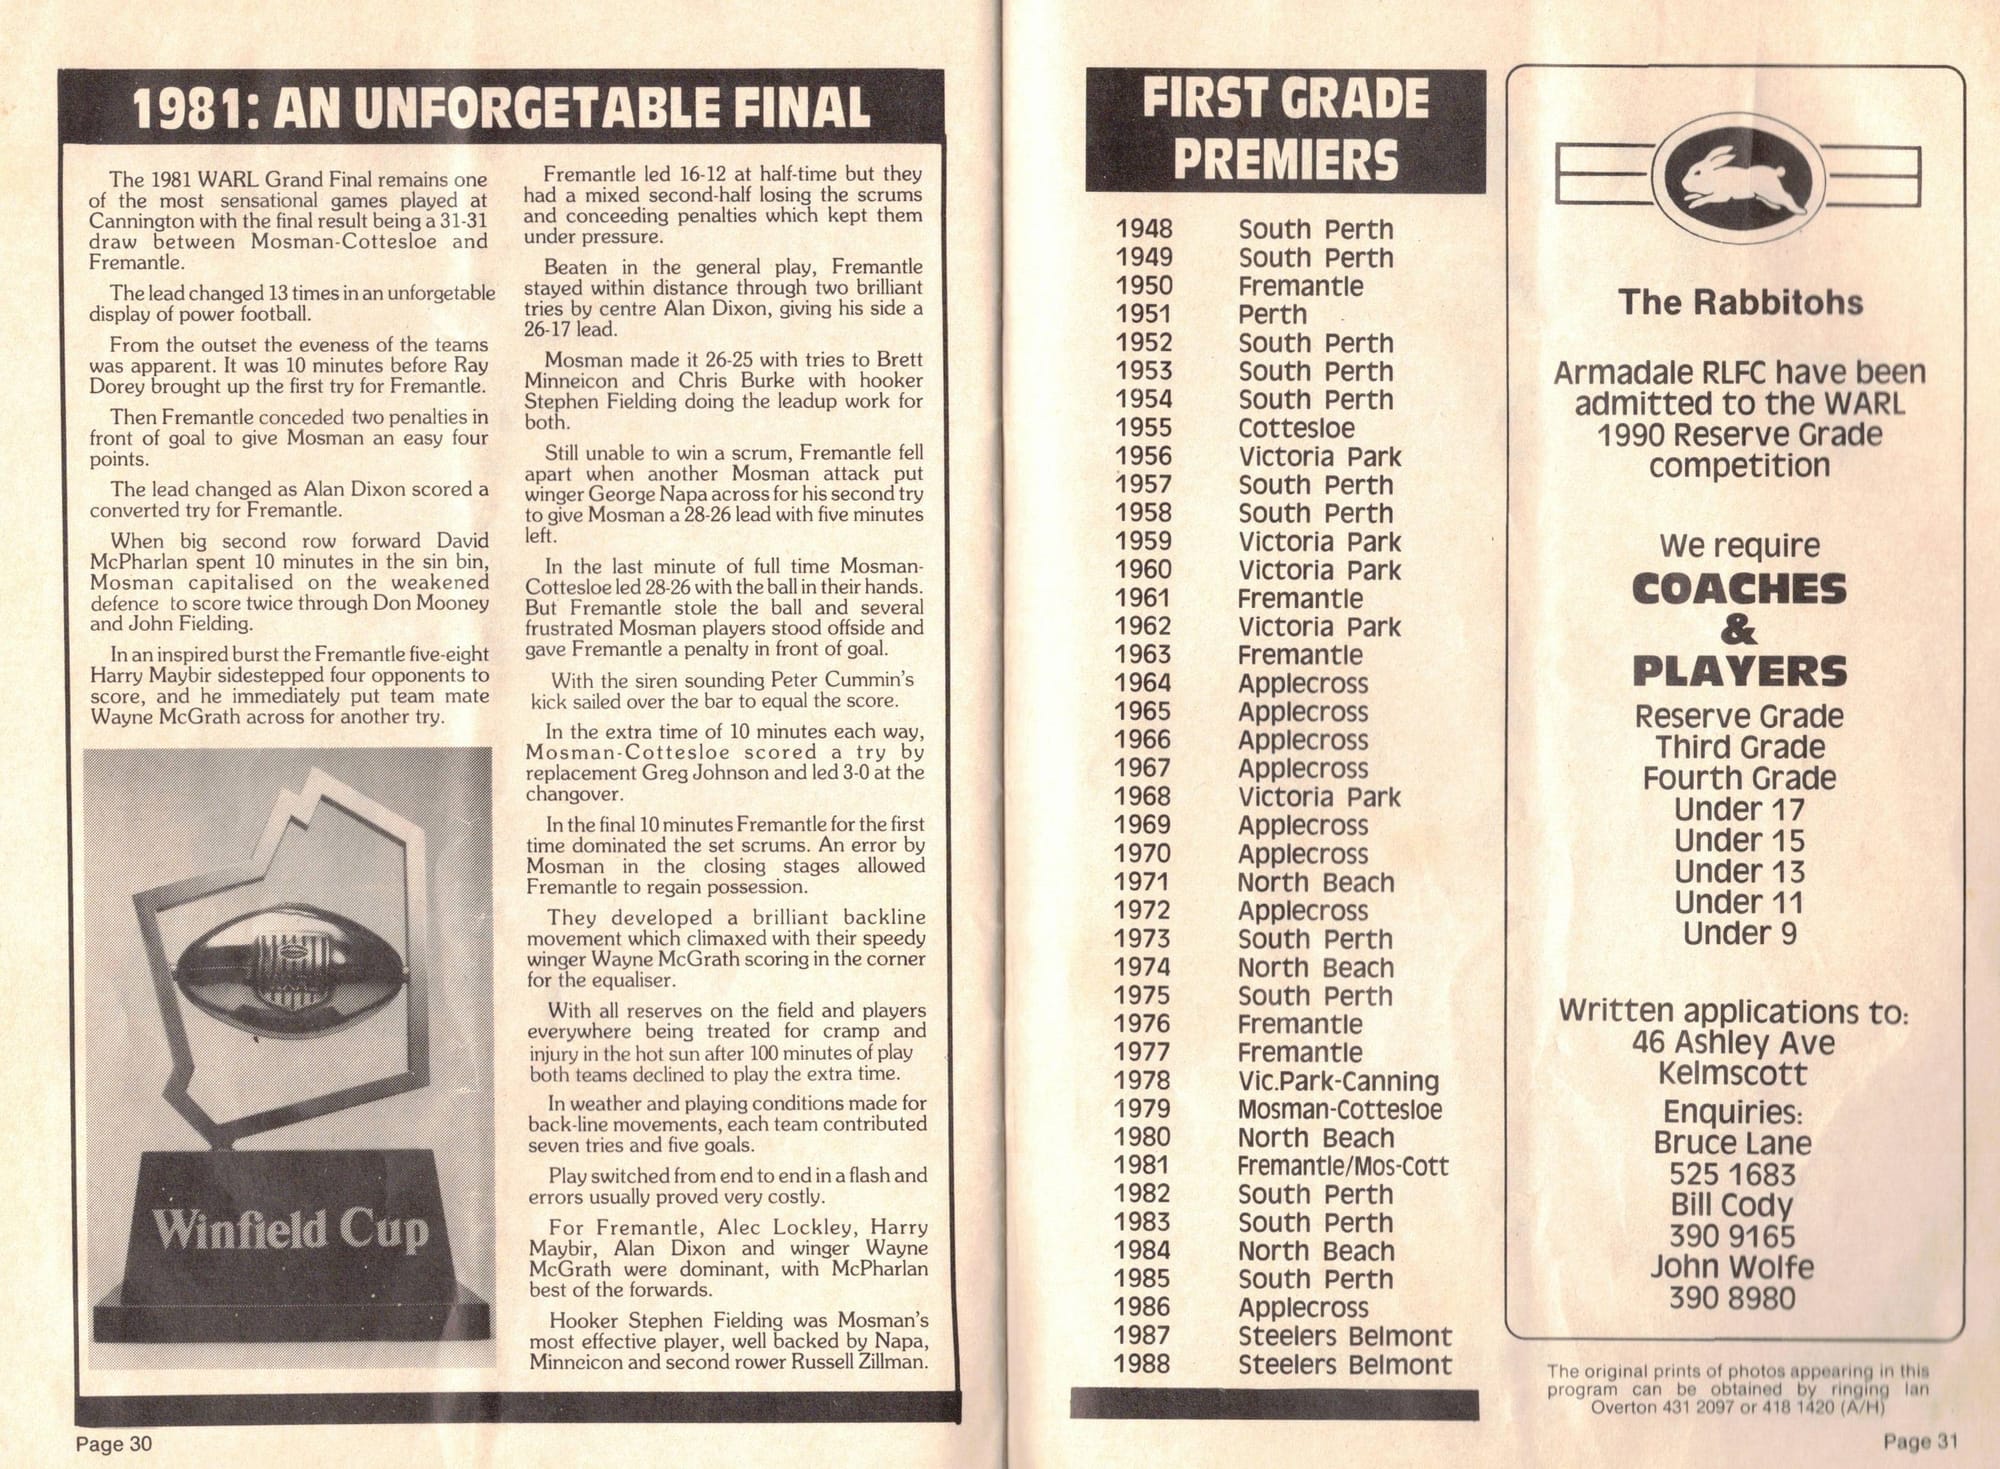 1981: AN UNFORGETABLE FINAL
The 1981 WARL Grand Final remains one
of the most sensational games played at
Cannington with the final result being a 31-31
draw between Mosman-Cottesloe and
Fremantle.
The lead changed 13 times in an unforgetable
display of power football.
From the outset the eveness of the teams
was apparent. It was 10 minutes before Ray
Dorey brought up the first try for Fremantle.
Then Fremantle conceded two penalties in
front of goal to give Mosman an easy four
points.
The lead changed as Alan Dixon scored a
converted try for Fremantle.
When big second row forward David
McPharlan spent 10 minutes in the sin bin,
Mosman capitalised on the weakened
defence to score twice through Don Mooney
and John Fielding.
In an inspired burst the Fremantle five-eight
Harry Maybir sidestepped four opponents to
score, and he immediately put team mate
Wayne McGrath across for another try.
WARL
Winfield Cup
Fremantle led 16-12 at half-time but they
had a mixed second-half losing the scrums
and conceeding penalties which kept them
under pressure.
Beaten in the general play, Fremantle
stayed within distance through two brilliant
tries by centre Alan Dixon, giving his side a
26-17 lead.
Mosman made it 26-25 with tries to Brett
Minneicon and Chris Burke with hooker
Stephen Fielding doing the leadup work for
both.
Still unable to win a scrum, Fremantle fell
apart when another Mosman attack put
winger George Napa across for his second try
to give Mosman a 28-26 lead with five minutes
left.
In the last minute of full time Mosman-
Cottesloe led 28-26 with the ball in their hands.
But Fremantle stole the ball and several
frustrated Mosman players stood offside and
gave Fremantle a penalty in front of goal.
With the siren sounding Peter Cummin's
kick sailed over the bar to equal the score.
In the extra time of 10 minutes each way,
Mosman-Cottesloe scored a try by
replacement Greg Johnson and led 3-0 at the
changover.
In the final 10 minutes Fremantle for the first
time dominated the set scrums. An error by
Mosman in the closing stages allowed
Fremantle to regain possession.
They developed a brilliant backline
movement which climaxed with their speedy
winger Wayne McGrath scoring in the corner
for the equaliser.
With all reserves on the field and players
everywhere being treated for cramp and
injury in the hot sun after 100 minutes of play
both teams declined to play the extra time.
In weather and playing conditions made for
back-line movements, each team contributed
seven tries and five goals.
Play switched from end to end in a flash and
errors usually proved very costly.
For Fremantle, Alec Lockley, Harry
Maybir, Alan Dixon and winger Wayne
McGrath were dominant, with McPharlan
best of the forwards.
Hooker Stephen Fielding was Mosman's
most effective player, well backed by Napa,
Minneicon and second rower Russell Zillman.
Page 30
FIRST GRADE
PREMIERS
1948 South Perth
1949 South Perth
1950 Fremantle
1951 Perth
1952 South Perth
1953 South Perth
1954 South Perth
1955 Cottesloe
1956 Victoria Park
1957 South Perth
1958 South Perth
1959 Victoria Park
1960 Victoria Park
1961 Fremantle
1962 Victoria Park
1963 Fremantle
1964 Applecross
1965 Applecross
1966 Applecross
1967 Applecross
1968 Victoria Park
1969 Applecross
1970 Applecross
1971 North Beach
1972 Applecross
1973 South Perth
1974 North Beach
1975 South Perth
1976 Fremantle
1977 Fremantle
1978 Vic.Park-Canning
1979 Mosman-Cottesloe
1980 North Beach
1981 Fremantle/Mos-Cott
1982 South Perth
1983 South Perth
1984 North Beach
1985 South Perth
1986 Applecross
1987 Steelers Belmont
1988 Steelers Belmont
The Rabbitohs
Armadale RLFC have been
admitted to the WARL
1990 Reserve Grade
competition
We require
COACHES
&
PLAYERS
Reserve Grade
Third Grade
Fourth Grade
Under 17
Under 15
Under 13
Under 11
Under 9
Written applications to:
46 Ashley Ave
Kelmscott
Enquiries:
Bruce Lane
525 1683
Bill Cody
390 9165
John Wolfe
390 8980
The original prints of photos appearing in this
program can be obtained by ringing Ian
Overton 431 2097 or 418 1420 (A/H)
Page 31